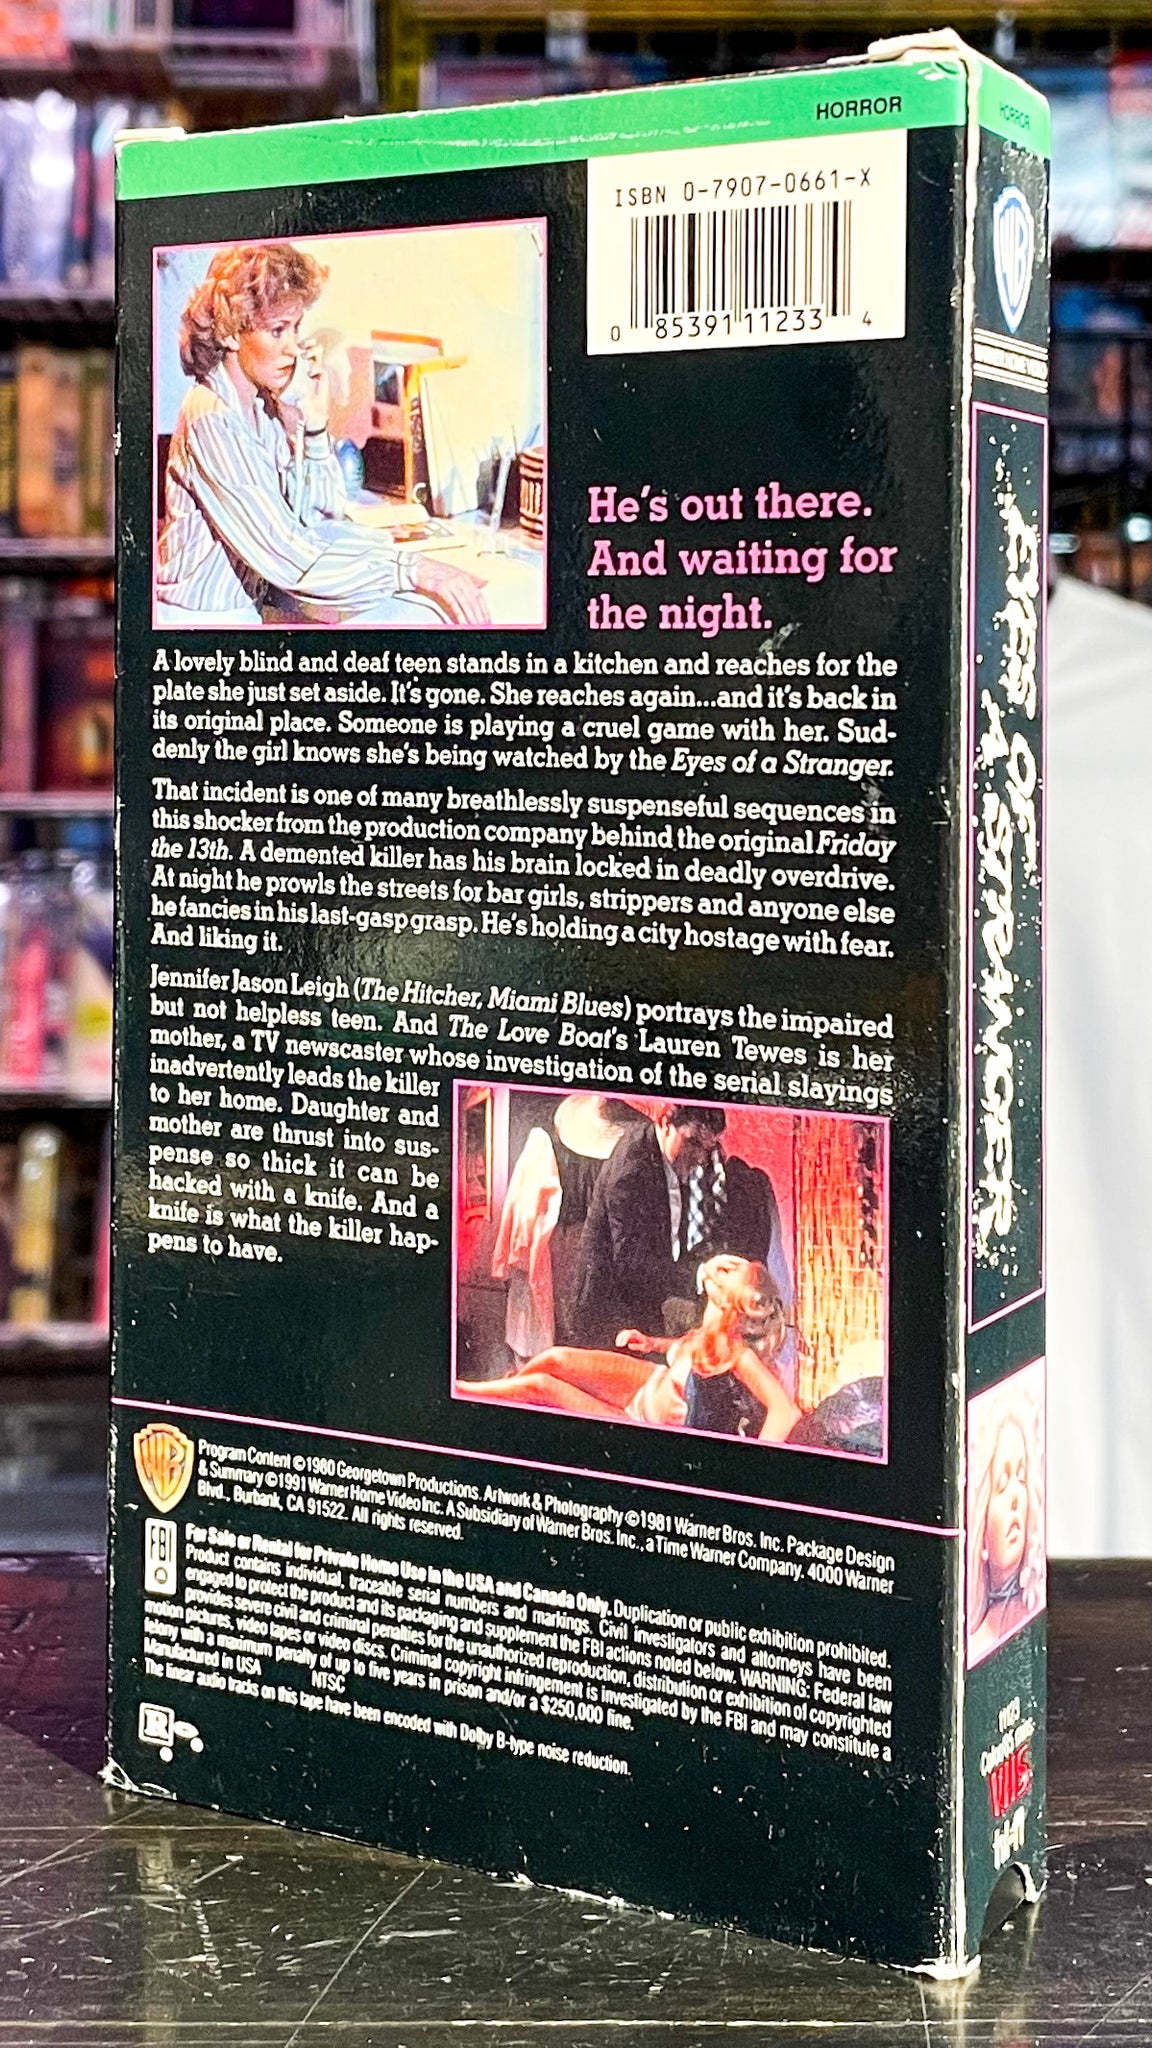 HORROR
ISBN 0-7907-0661-X
0 85391 11233 4
He's out there.
And waiting for
the night.
A lovely blind and deaf teen stands in a kitchen and reaches for the
plate she just set aside. It's gone. She reaches again...and it's back in
its original place. Someone is playing a cruel game with her. Sud-
denly the girl knows she's being watched by the Eyes of a Stranger.
That incident is one of many breathlessly suspenseful sequences in
this shocker from the production company behind the original Friday
the 13th. A demented killer has his brain locked in deadly overdrive.
At night he prowls the streets for bar girls, strippers and anyone else
he fancies in his last-gasp grasp. He's holding a city hostage with fear.
And liking it.
Jennifer Jason Leigh (The Hitcher, Miami Blues) portrays the impaired
but not helpless teen. And The Love Boat's Lauren Tewes is her
mother, a TV newscaster whose investigation of the serial slayings
inadvertently leads the killer
to her home. Daughter and
mother are thrust into sus-
pense so thick it can be
hacked with a knife. And a
knife is what the killer hap-
pens to have.
WB
Program Content ©1980 Georgetown Productions. Artwork & Photography ©1981 Warner Bros. Inc. Package Design
& Summary ©1991 Warner Home Video Inc. A Subsidiary of Warner Bros. Inc., a Time Warner Company. 4000 Warner
Blvd., Burbank, CA 91522. All rights reserved.
FBI
For Sale or Rental for Private Home Use in the USA and Canada Only. Duplication or public exhibition prohibited.
Product contains individual, traceable serial numbers and markings. Civil investigators and attorneys have been
engaged to protect the product and its packaging and supplement the FBI actions noted below. WARNING: Federal law
provides severe civil and criminal penalties for the unauthorized reproduction, distribution or exhibition of copyrighted
motion pictures, video tapes or video discs. Criminal copyright infringement is investigated by the FBI and may constitute a
felony with a maximum penalty of up to five years in prison and/or a $250,000 fine.
Manufactured in USA NTSC
The linear audio tracks on this tape have been encoded with Dolby B-type noise reduction.
R
HORROR
WB
WARNER HOME VIDEO
EYES OF
A STRANGER
VHS